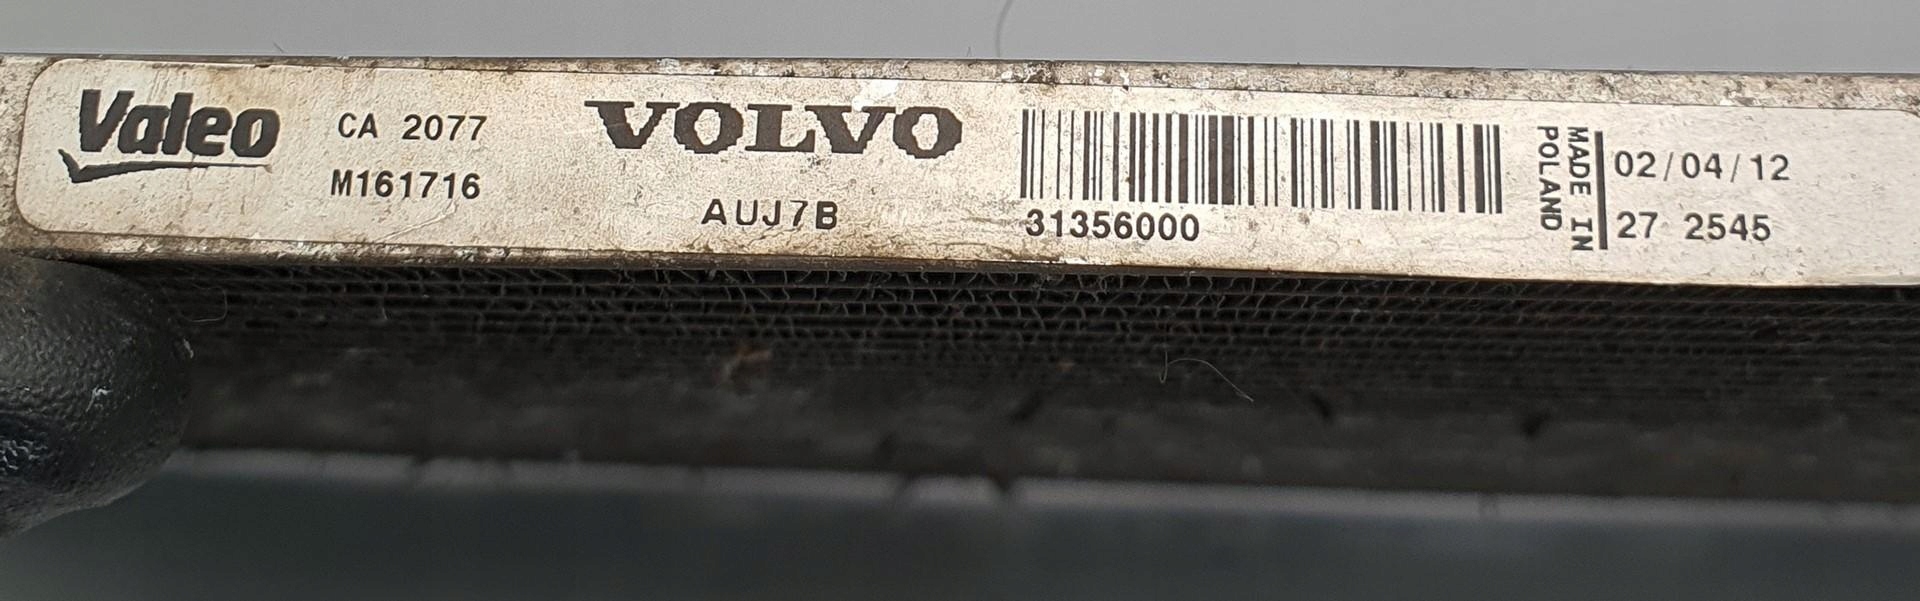 Valeo
CA 2077
M161716
VOLVO
AUJ7B
31356000
MADE IN
POLAND
02/04/12
27 2545